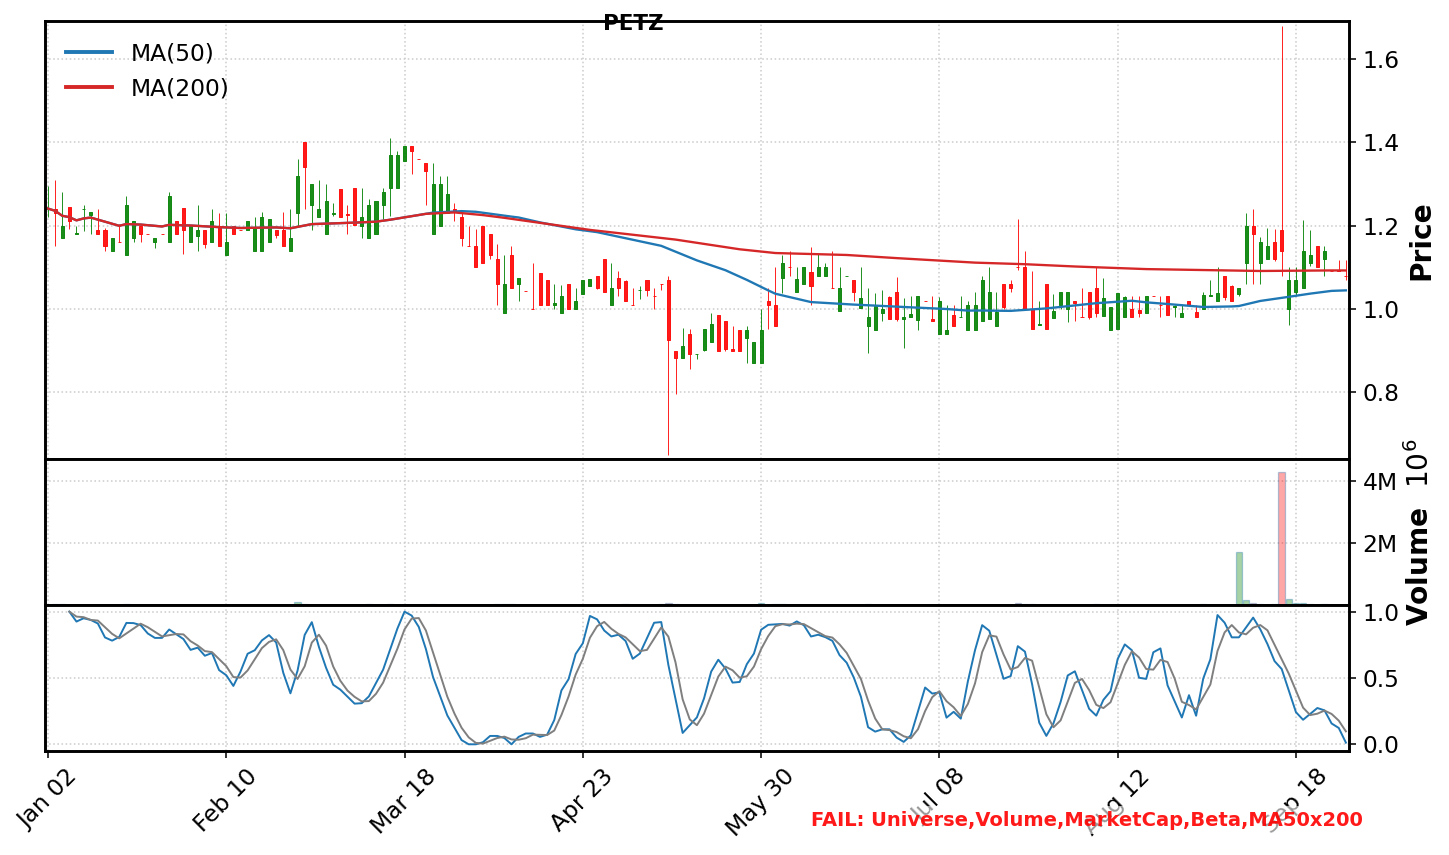 PETZ
MA(50)
MA(200)
1.6
1.4
1.2
1.0
0.8
Price
4M
2M
Volume 10^6
1.0
0.5
0.0
Jan 02
Feb 10
Mar 18
Apr 23
May 30
Jul 08
Aug 12
Sep 18
FAIL: Universe,Volume,MarketCap,Beta,MA50x200